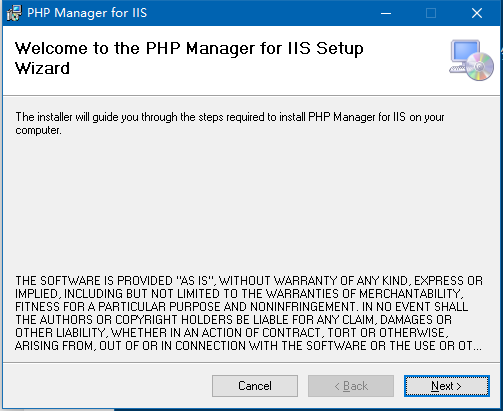 PHP Manager for IIS
Welcome to the PHP Manager for IIS Setup
Wizard
The installer will guide you through the steps required to install PHP Manager for IIS on your
computer.
THE SOFTWARE IS PROVIDED "AS IS", WITHOUT WARRANTY OF ANY KIND, EXPRESS OR
IMPLIED, INCLUDING BUT NOT LIMITED TO THE WARRANTIES OF MERCHANTABILITY,
FITNESS FOR A PARTICULAR PURPOSE AND NONINFRINGEMENT. IN NO EVENT SHALL
THE AUTHORS OR COPYRIGHT HOLDERS BE LIABLE FOR ANY CLAIM, DAMAGES OR
OTHER LIABILITY, WHETHER IN AN ACTION OF CONTRACT, TORT OR OTHERWISE,
ARISING FROM, OUT OF OR IN CONNECTION WITH THE SOFTWARE OR THE USE OR OT...
Cancel
< Back
Next >